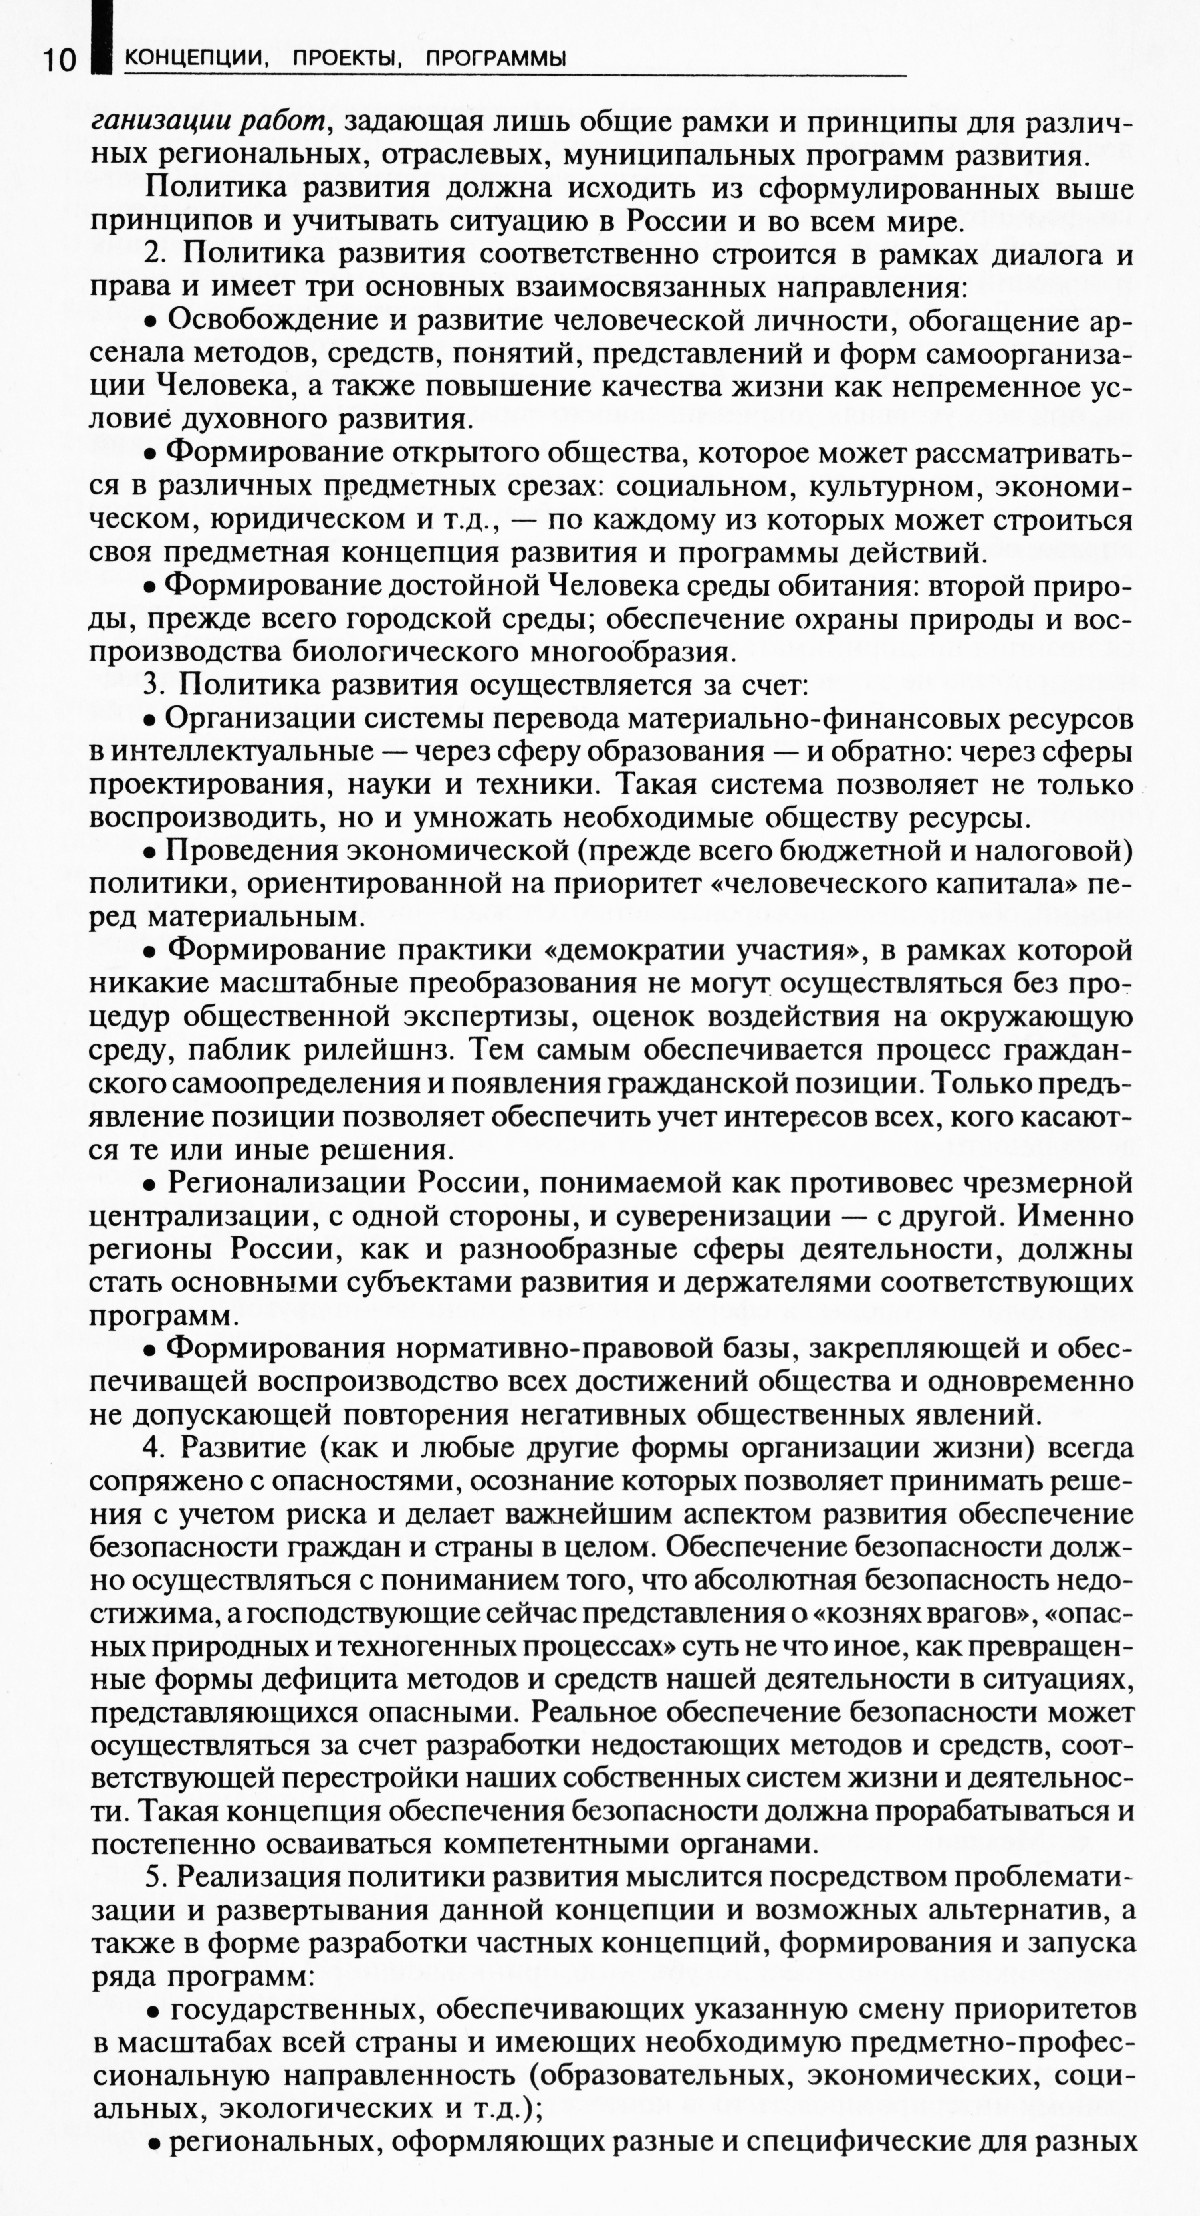 10 КОНЦЕПЦИИ, ПРОЕКТЫ, ПРОГРАММЫ
ганизации работ, задающая лишь общие рамки и принципы для различ-
ных региональных, отраслевых, муниципальных программ развития.
Политика развития должна исходить из сформулированных выше
принципов и учитывать ситуацию в России и во всем мире.
2. Политика развития соответственно строится в рамках диалога и
права и имеет три основных взаимосвязанных направления:
• Освобождение и развитие человеческой личности, обогащение ар-
сенала методов, средств, понятий, представлений и форм самоорганиза-
ции Человека, а также повышение качества жизни как непременное ус-
ловие духовного развития.
• Формирование открытого общества, которое может рассматривать-
ся в различных предметных срезах: социальном, культурном, экономи-
ческом, юридическом и т.д., — по каждому из которых может строиться
своя предметная концепция развития и программы действий.
• Формирование достойной Человека среды обитания: второй приро-
ды, прежде всего городской среды; обеспечение охраны природы и вос-
производства биологического многообразия.
3. Политика развития осуществляется за счет:
• Организации системы перевода материально-финансовых ресурсов
в интеллектуальные — через сферу образования — и обратно: через сферы
проектирования, науки и техники. Такая система позволяет не только
воспроизводить, но и умножать необходимые обществу ресурсы.
• Проведения экономической (прежде всего бюджетной и налоговой)
политики, ориентированной на приоритет «человеческого капитала» пе-
ред материальным.
• Формирование практики «демократии участия», в рамках которой
никакие масштабные преобразования не могут осуществляться без про-
цедур общественной экспертизы, оценок воздействия на окружающую
среду, паблик рилейшнз. Тем самым обеспечивается процесс граждан-
ского самоопределения и появления гражданской позиции. Только предъ-
явление позиции позволяет обеспечить учет интересов всех, кого касают-
ся те или иные решения.
• Регионализации России, понимаемой как противовес чрезмерной
централизации, с одной стороны, и суверенизации — с другой. Именно
регионы России, как и разнообразные сферы деятельности, должны
стать основными субъектами развития и держателями соответствующих
программ.
• Формирования нормативно-правовой базы, закрепляющей и обес-
печиващей воспроизводство всех достижений общества и одновременно
не допускающей повторения негативных общественных явлений.
4. Развитие (как и любые другие формы организации жизни) всегда
сопряжено с опасностями, осознание которых позволяет принимать реше-
ния с учетом риска и делает важнейшим аспектом развития обеспечение
безопасности граждан и страны в целом. Обеспечение безопасности долж-
но осуществляться с пониманием того, что абсолютная безопасность недо-
стижима, а господствующие сейчас представления о «кознях врагов», «опас-
ных природных и техногенных процессах» суть не что иное, как превращен-
ные формы дефицита методов и средств нашей деятельности в ситуациях,
представляющихся опасными. Реальное обеспечение безопасности может
осуществляться за счет разработки недостающих методов и средств, соот-
ветствующей перестройки наших собственных систем жизни и деятельнос-
ти. Такая концепция обеспечения безопасности должна прорабатываться и
постепенно осваиваться компетентными органами.
5. Реализация политики развития мыслится посредством проблемати-
зации и развертывания данной концепции и возможных альтернатив, а
также в форме разработки частных концепций, формирования и запуска
ряда программ:
• государственных, обеспечивающих указанную смену приоритетов
в масштабах всей страны и имеющих необходимую предметно-профес-
сиональную направленность (образовательных, экономических, соци-
альных, экологических и т.д.);
• региональных, оформляющих разные и специфические для разных